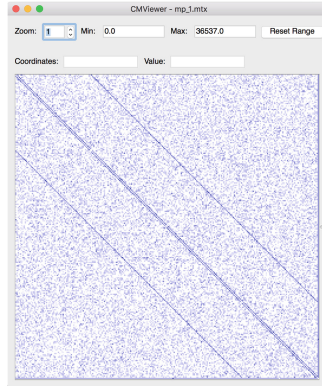 CMViewer - mp_1.mtx
Zoom: 1 Min: 0.0 Max: 36537.0 Reset Range
Coordinates: Value: